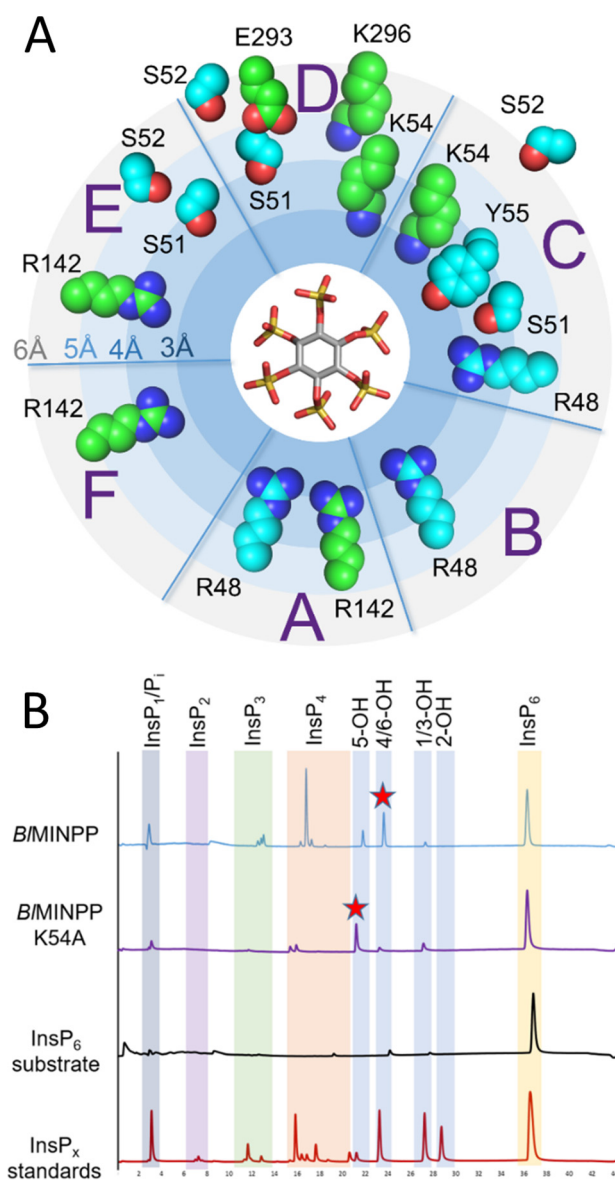 A
E293
K296
S52
D
S52
S52
K54
K54
S51
E
Y55
C
S51
R142
S51
6Å 5Å 4Å 3Å
R142
R48
F
B
R48
R48
A
R142
B
InsP1/Pi
InsP2
InsP3
InsP4
5-OH
4/6-OH
1/3-OH
2-OH
InsP6
BlMINPP
BlMINPP
K54A
InsP6
substrate
InsPx
standards
0 2 4 6 8 10 12 14 16 18 20 22 24 26 28 30 32 34 36 38 40 42 44